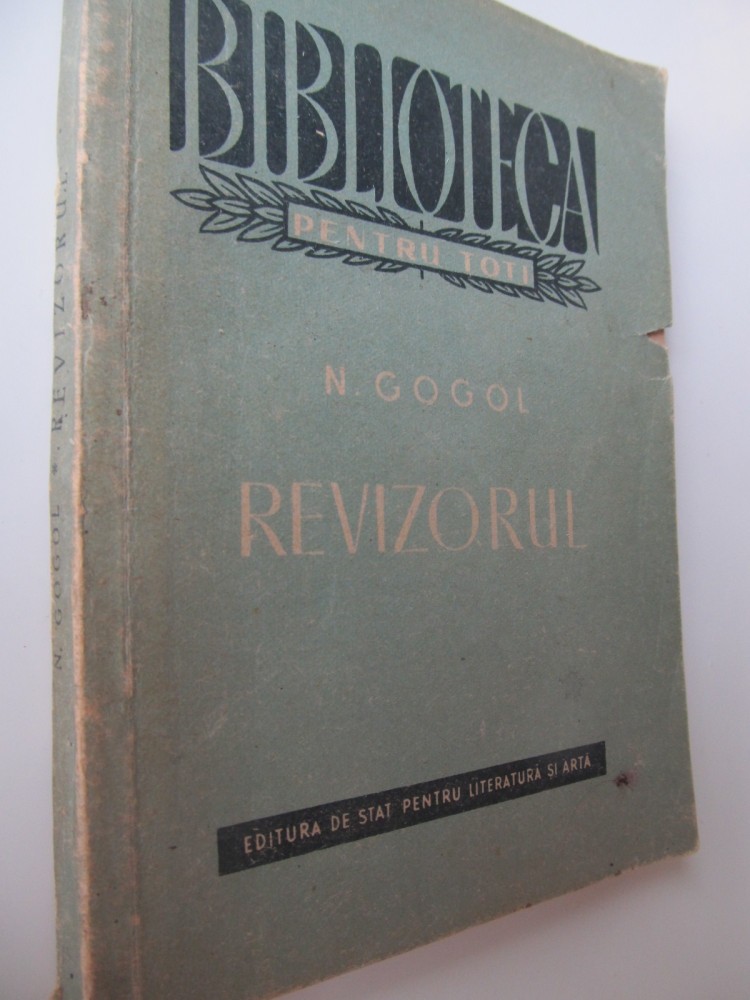 BIBLIOTECA
PENTRU TOȚI
N. GOGOL
REVIZORUL
EDITURA DE STAT PENTRU LITERATURĂ ȘI ARTĂ
N. GOGOL * REVIZORUL